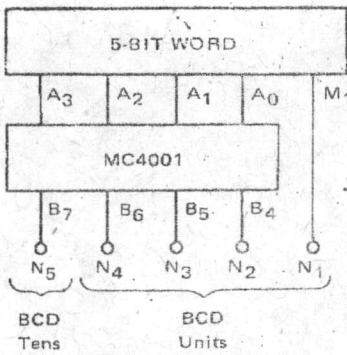 5-BIT WORD
A3 A2 A1 A0 M1
MC4001
B7 B6 B5 B4
N5 N4 N3 N2 N1
BCD BCD
Tens Units